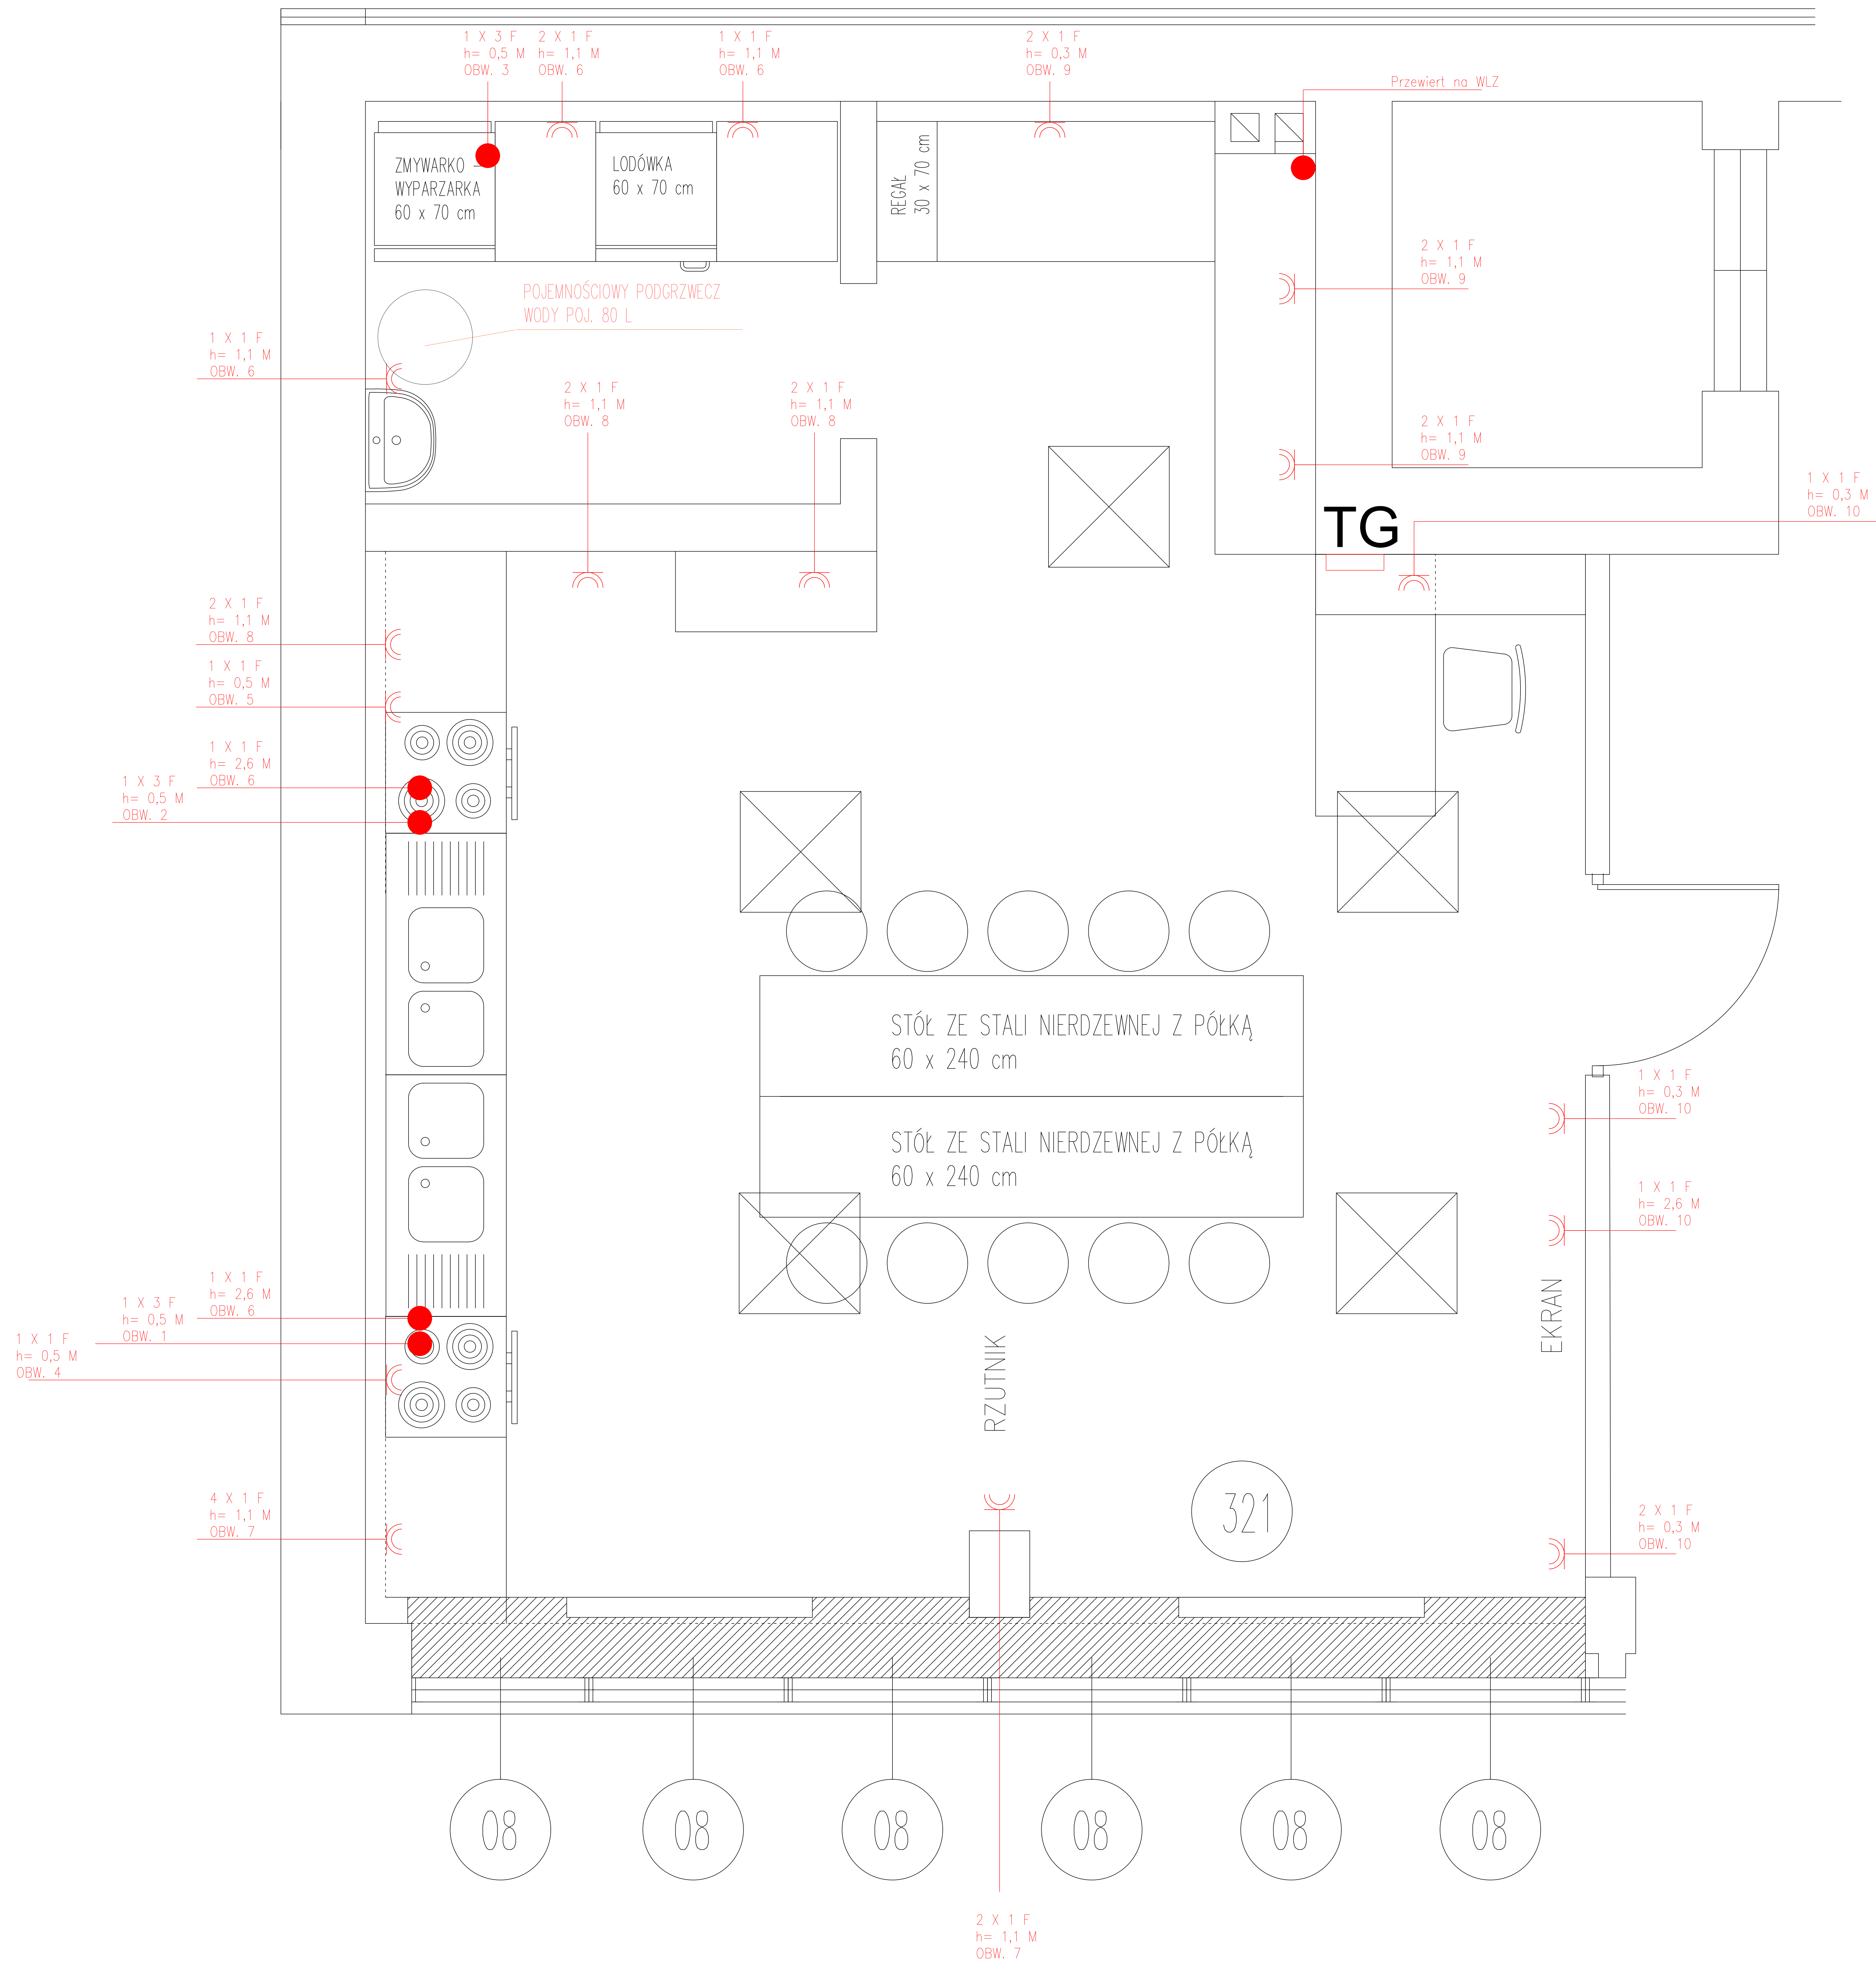 1 X 3 F
h= 0,5 M
OBW. 3
2 X 1 F
h= 1,1 M
OBW. 6
1 X 1 F
h= 1,1 M
OBW. 6
2 X 1 F
h= 0,3 M
OBW. 9
Przewiert na WLZ
ZMYWARKO -
WYPARZARKA
60 x 70 cm
LODÓWKA
60 x 70 cm
REGAŁ
30 x 70 cm
2 X 1 F
h= 1,1 M
OBW. 9
POJEMNOŚCIOWY PODGRZWECZ
WODY POJ. 80 L
1 X 1 F
h= 1,1 M
OBW. 6
2 X 1 F
h= 1,1 M
OBW. 8
2 X 1 F
h= 1,1 M
OBW. 8
2 X 1 F
h= 1,1 M
OBW. 9
1 X 1 F
h= 0,3 M
OBW. 10
TG
2 X 1 F
h= 1,1 M
OBW. 8
1 X 1 F
h= 0,5 M
OBW. 5
1 X 1 F
h= 2,6 M
OBW. 6
1 X 3 F
h= 0,5 M
OBW. 2
STÓŁ ZE STALI NIERDZEWNEJ Z PÓŁKĄ
60 x 240 cm
STÓŁ ZE STALI NIERDZEWNEJ Z PÓŁKĄ
60 x 240 cm
1 X 1 F
h= 0,3 M
OBW. 10
1 X 1 F
h= 2,6 M
OBW. 10
EKRAN
RZUTNIK
1 X 1 F
h= 2,6 M
OBW. 6
1 X 3 F
h= 0,5 M
OBW. 1
1 X 1 F
h= 0,5 M
OBW. 4
321
4 X 1 F
h= 1,1 M
OBW. 7
2 X 1 F
h= 0,3 M
OBW. 10
08
08
08
08
08
08
2 X 1 F
h= 1,1 M
OBW. 7